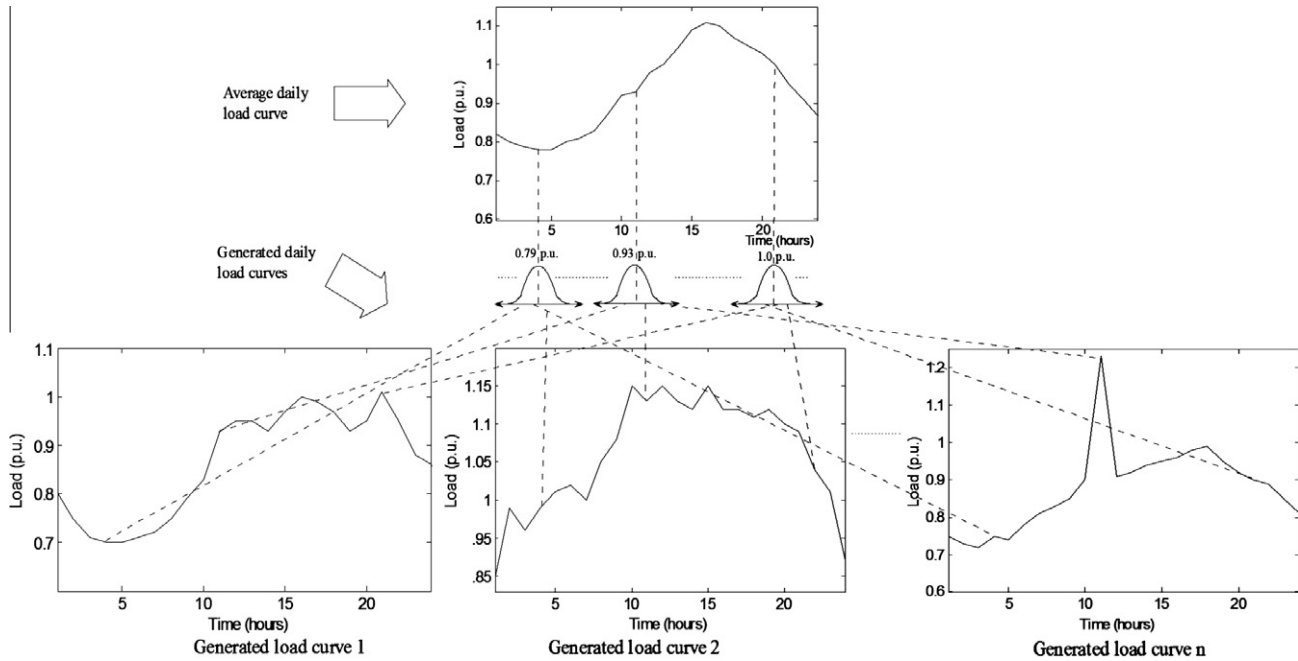 1.1
1
0.9
0.8
0.7
0.6
Load (p.u.)
5
10
15
20
Time (hours)
Average daily
load curve
Generated daily
load curves
0.79 p.u.
0.93 p.u.
1.0 p.u.
1.1
1
0.9
0.8
0.7
Load (p.u.)
5
10
15
20
Time (hours)
Generated load curve 1
1.15
1.1
1.05
1
.95
.9
.85
Load (p.u.)
5
10
15
20
Time (hours)
Generated load curve 2
1.2
1.1
1
0.9
0.8
0.7
0.6
Load (p.u.)
5
10
15
20
Time (hours)
Generated load curve n